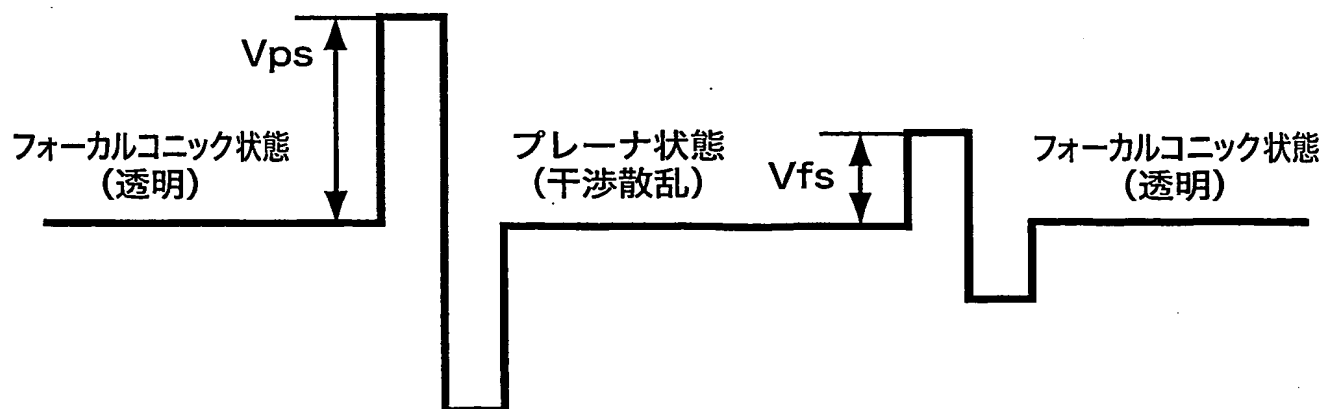 Vps
フォーカルコニック状態
(透明)
プレーナ状態
(干渉散乱)
Vfs
フォーカルコニック状態
(透明)